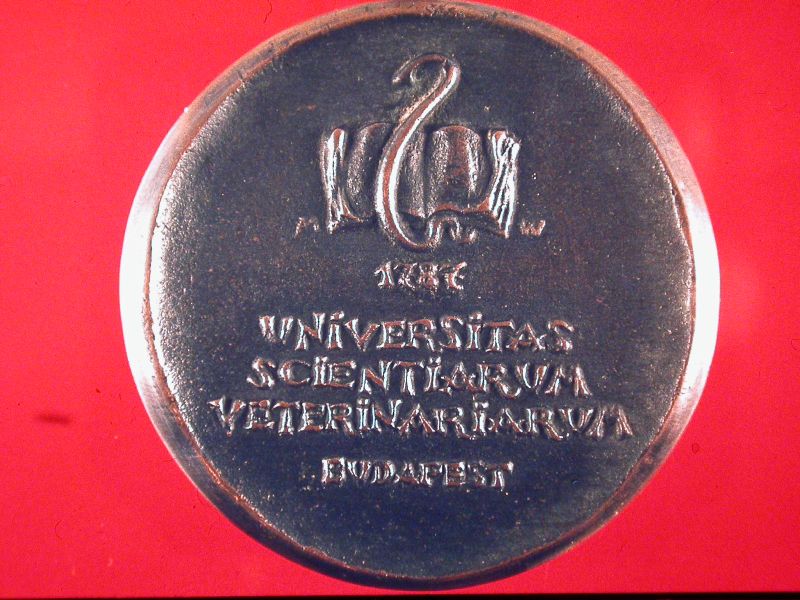 M W
1787
UNIVERSITAS
SCIENTIARUM
VETERINARIARUM
BUDAPEST